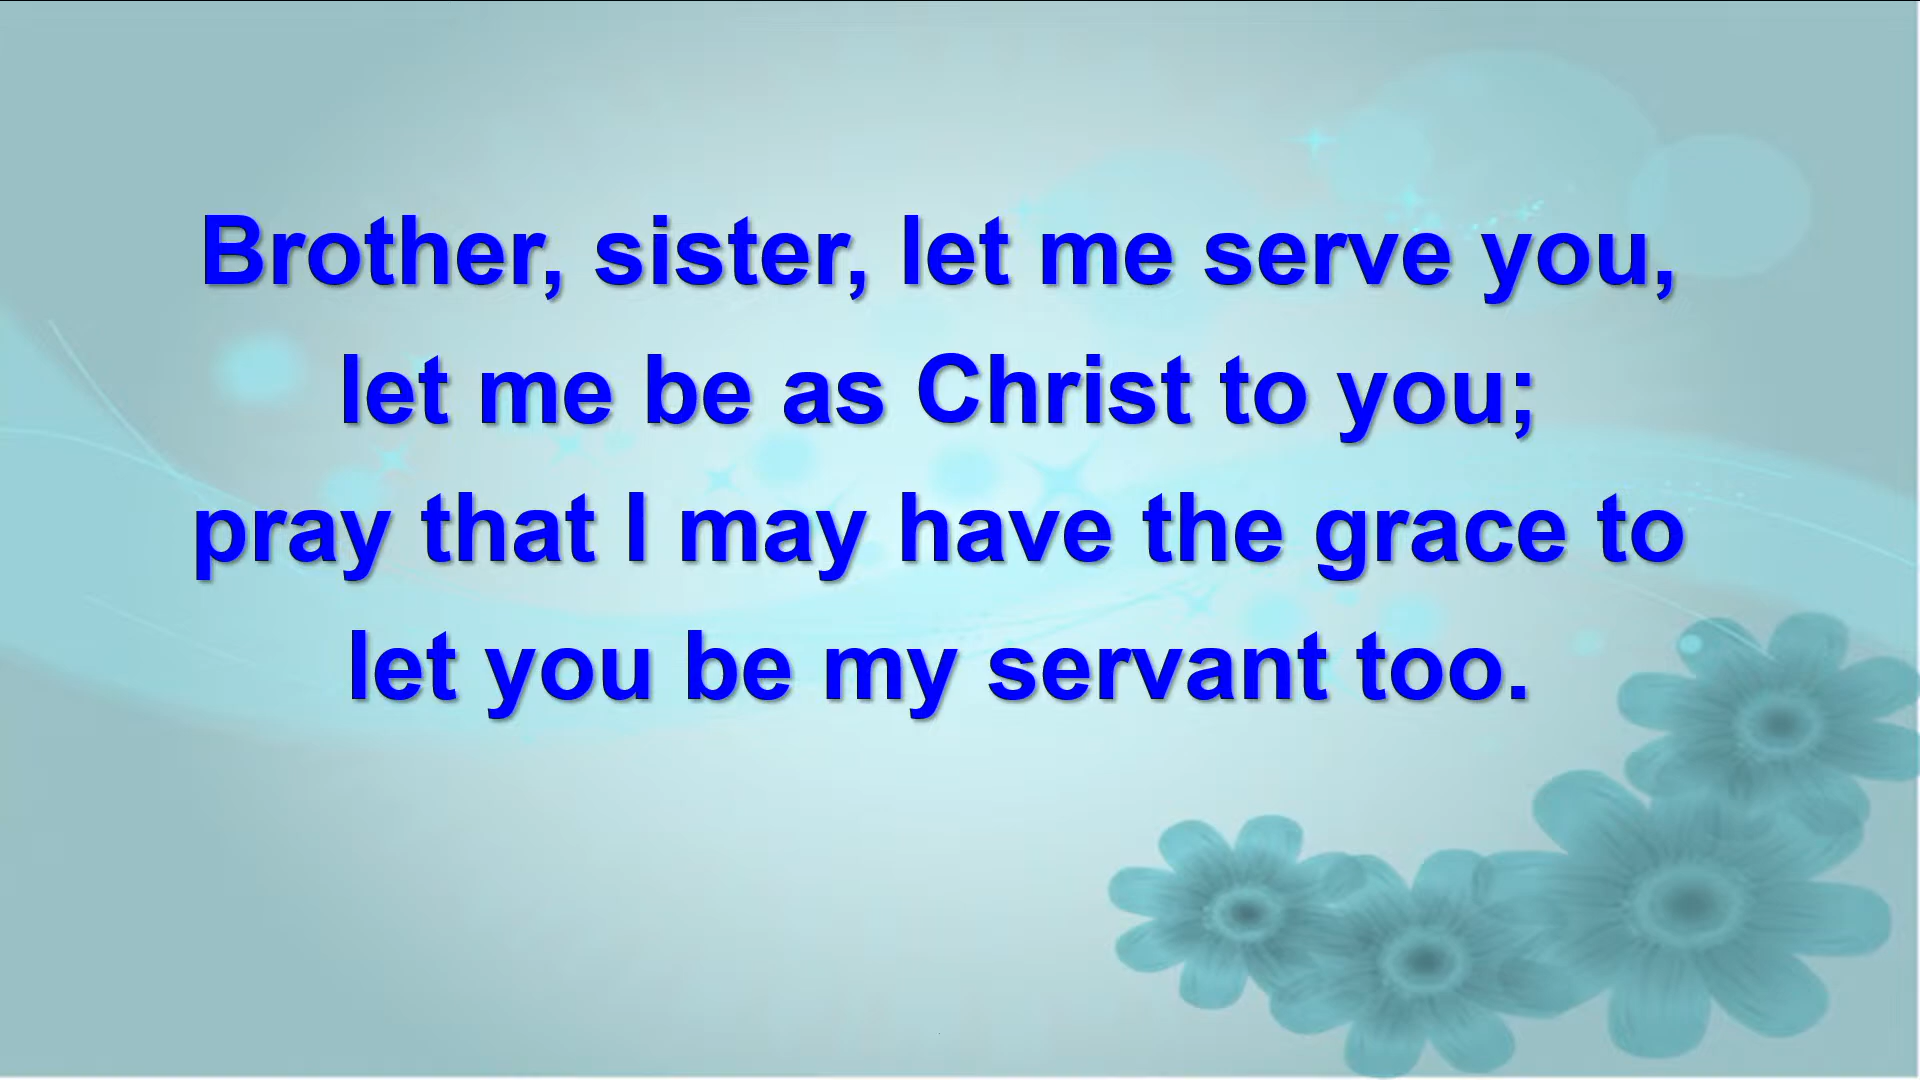 Brother, sister, let me serve you,
let me be as Christ to you;
pray that I may have the grace to
let you be my servant too.